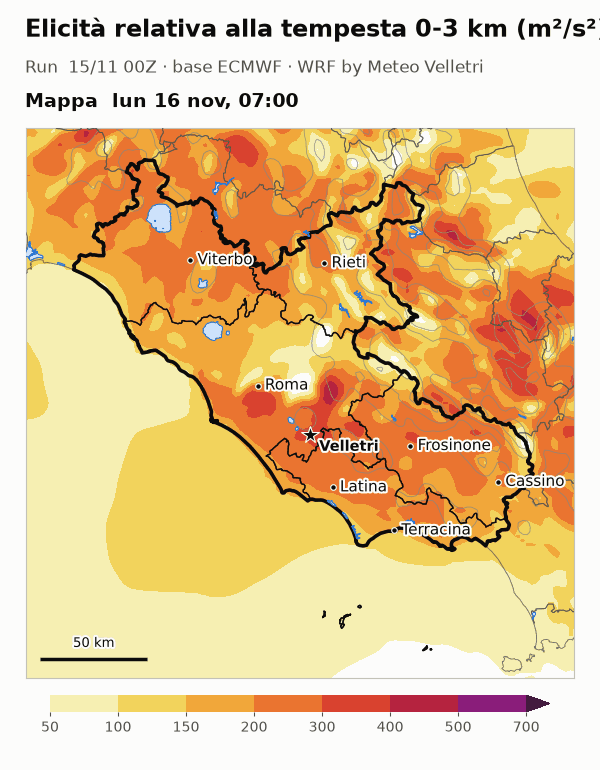 Elicità relativa alla tempesta 0-3 km (m²/s²)
Run  15/11 00Z · base ECMWF · WRF by Meteo Velletri
Mappa  lun 16 nov, 07:00
Viterbo
Rieti
Roma
Velletri
Frosinone
Cassino
Latina
Terracina
50 km
50 100 150 200 300 400 500 700